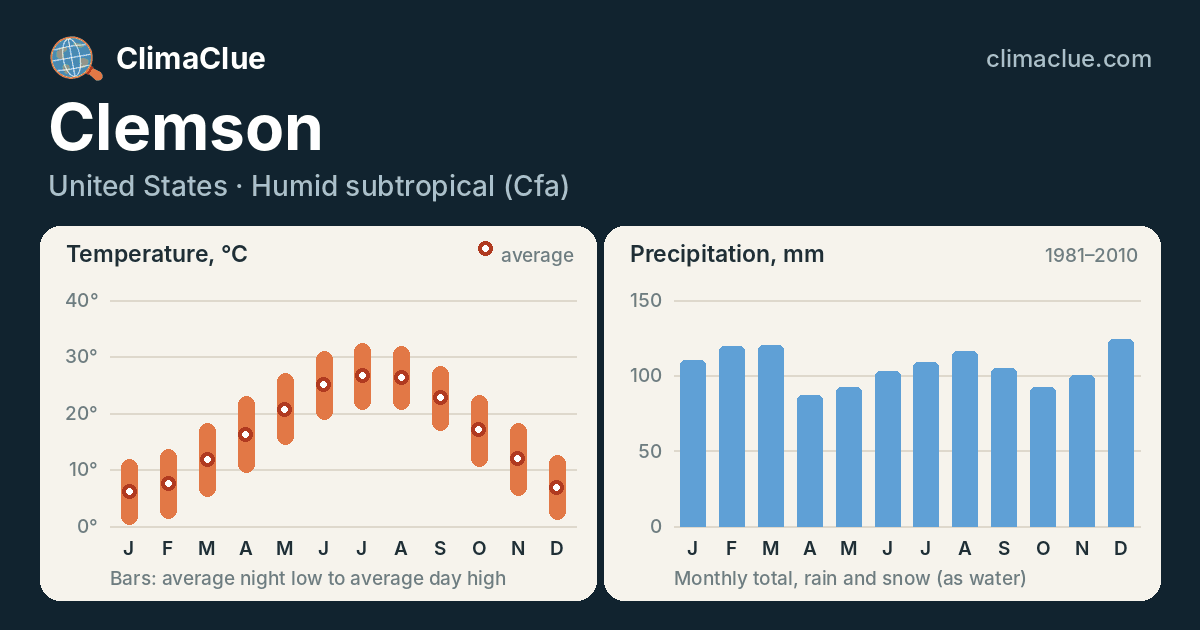 ClimaClue
climaclue.com
Clemson
United States · Humid subtropical (Cfa)
Temperature, °C
average
40°
30°
20°
10°
0°
J F M A M J J A S O N D
Bars: average night low to average day high
Precipitation, mm
1981–2010
150
100
50
0
J F M A M J J A S O N D
Monthly total, rain and snow (as water)